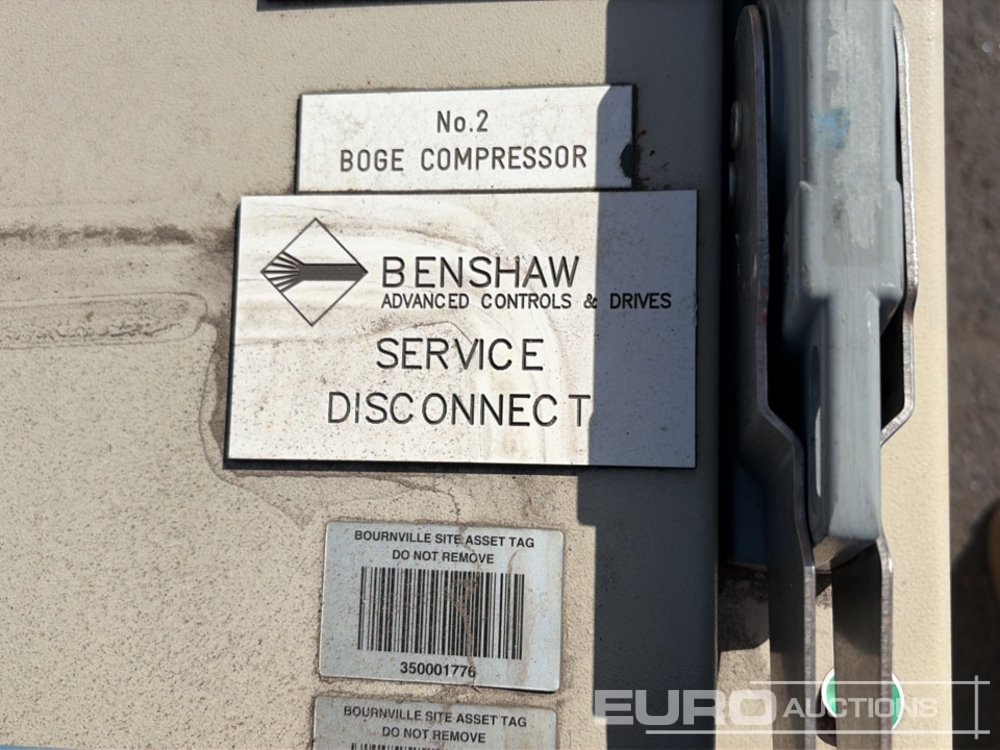 No.2
BOGE COMPRESSOR
BENSHAW
ADVANCED CONTROLS & DRIVES
SERVICE
DISCONNECT
BOURNVILLE SITE ASSET TAG
DO NOT REMOVE
350001776
BOURNVILLE SITE ASSET TAG
DO NOT REMOVE
EURO AUCTIONS